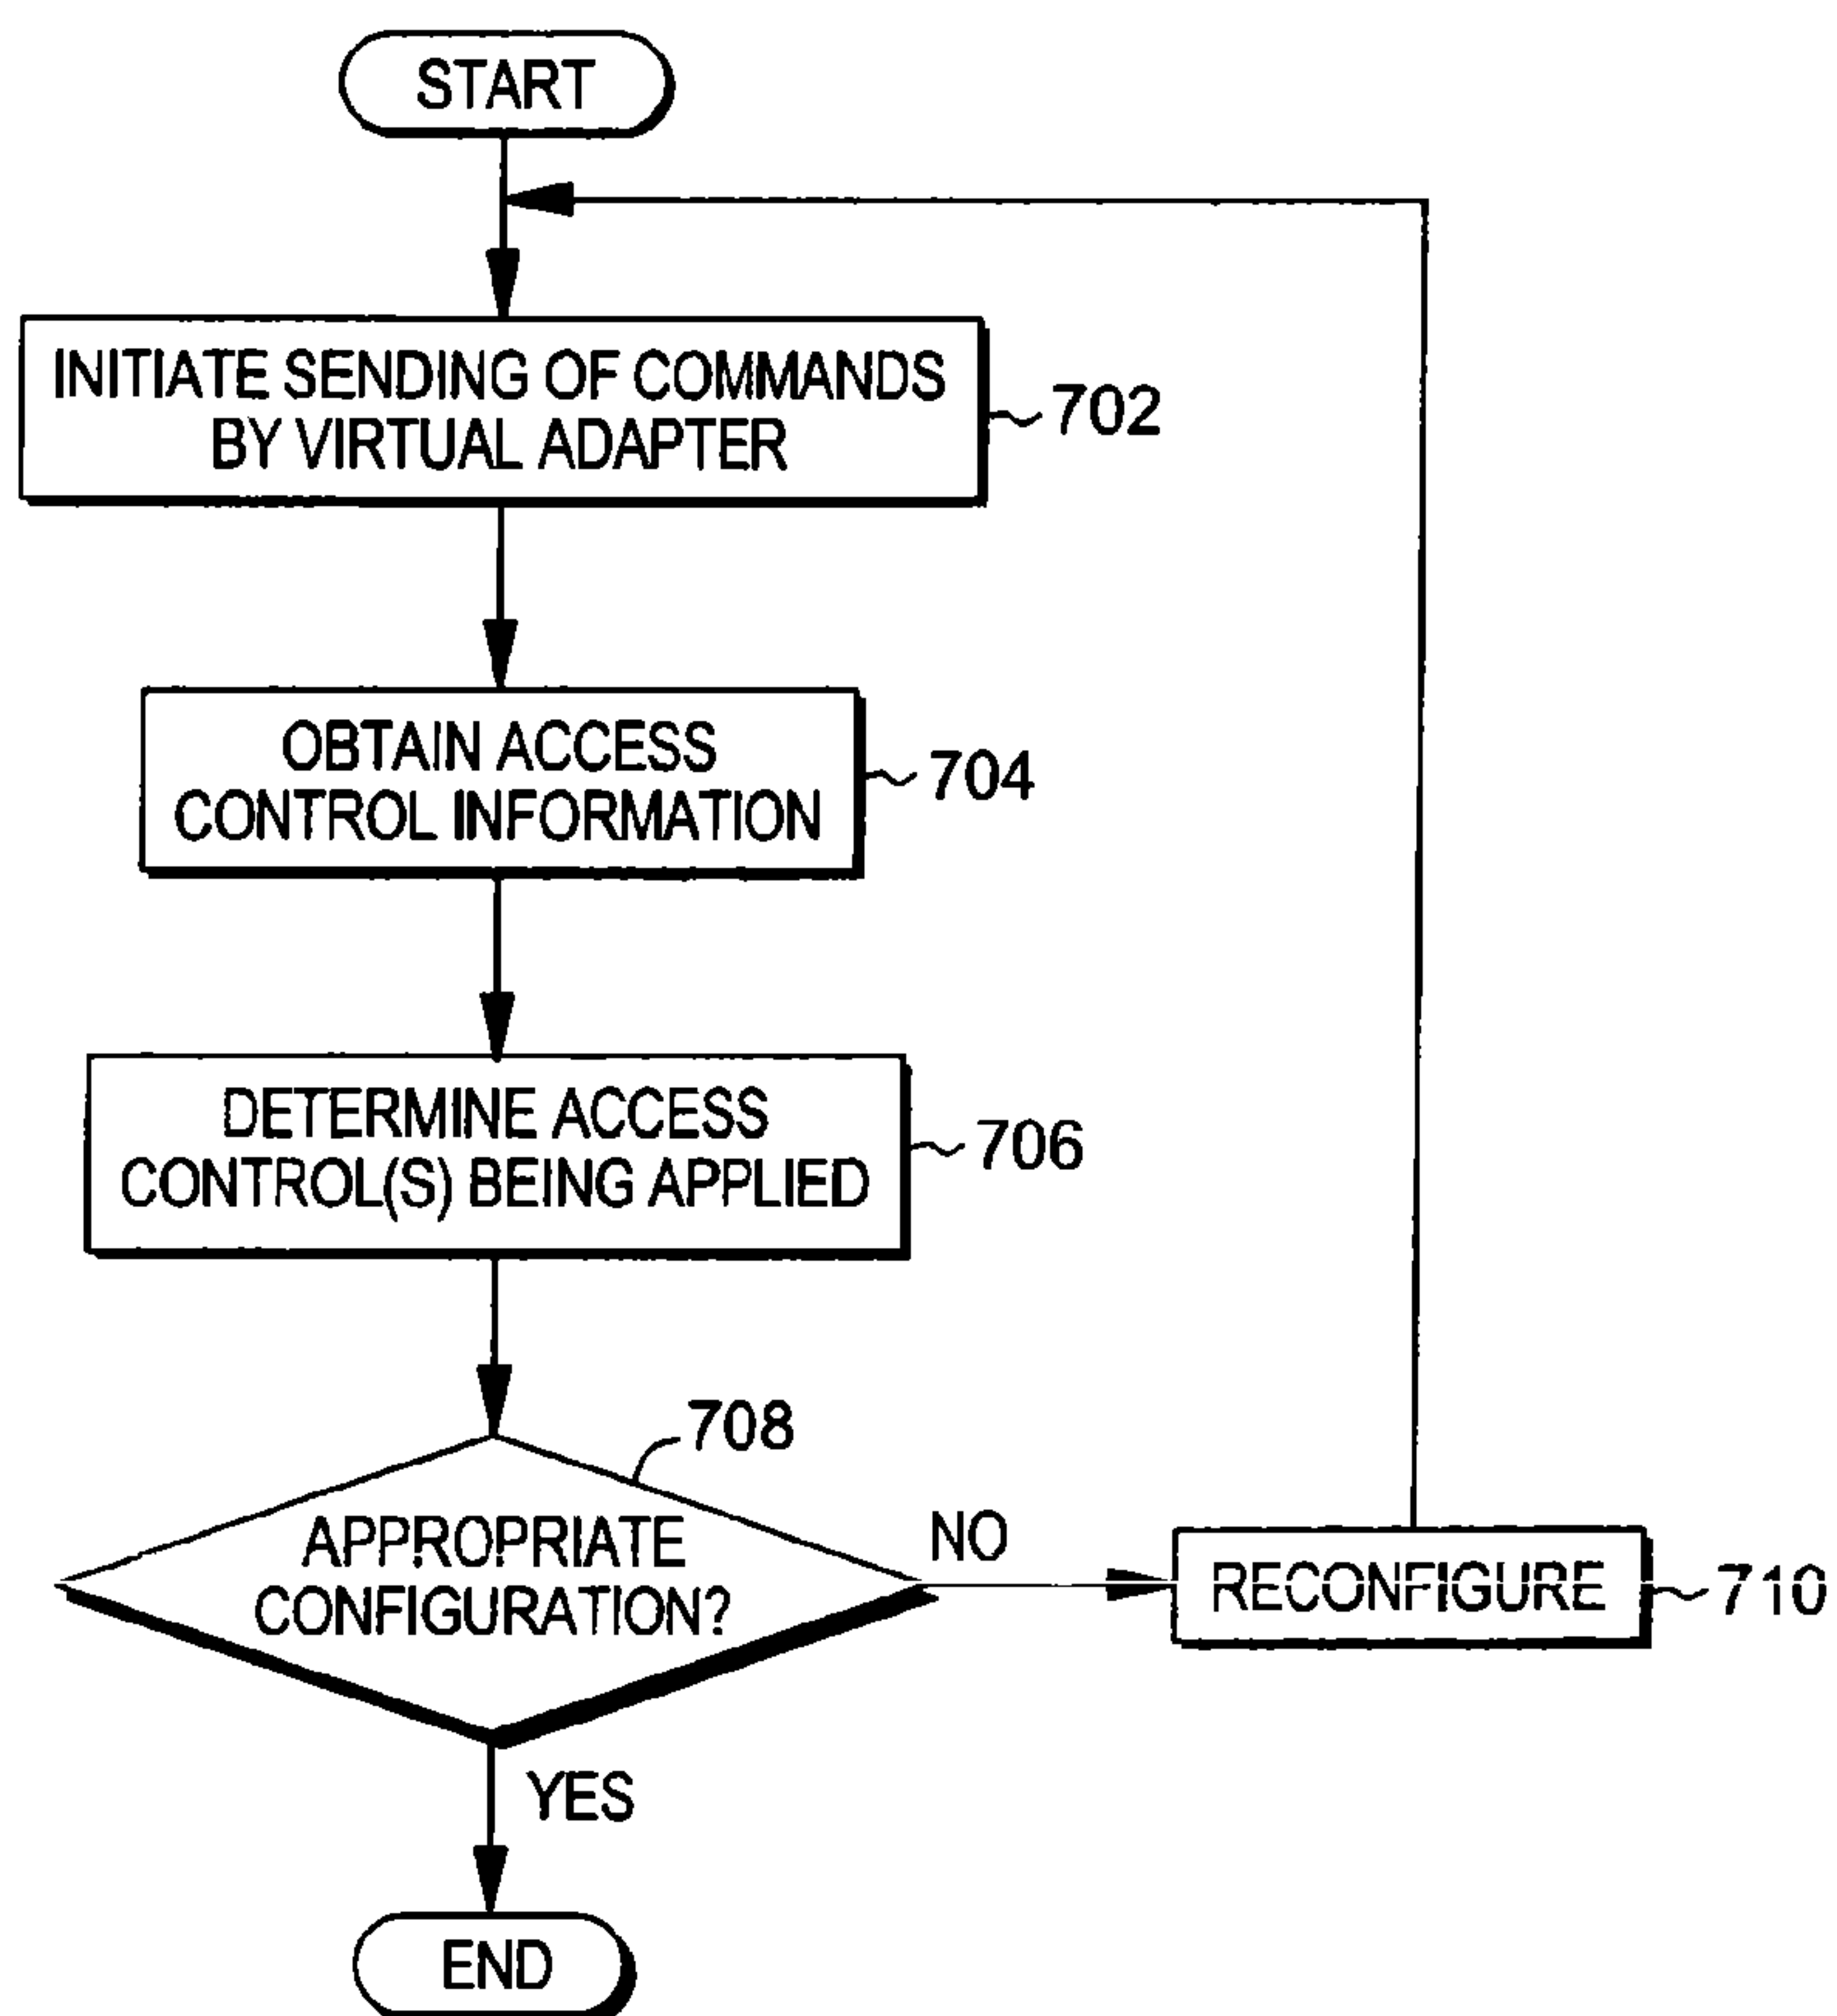 START
INITIATE SENDING OF COMMANDS
BY VIRTUAL ADAPTER
702
OBTAIN ACCESS
CONTROL INFORMATION
704
DETERMINE ACCESS
CONTROL(S) BEING APPLIED
706
708
APPROPRIATE
CONFIGURATION?
NO
RECONFIGURE
710
YES
END